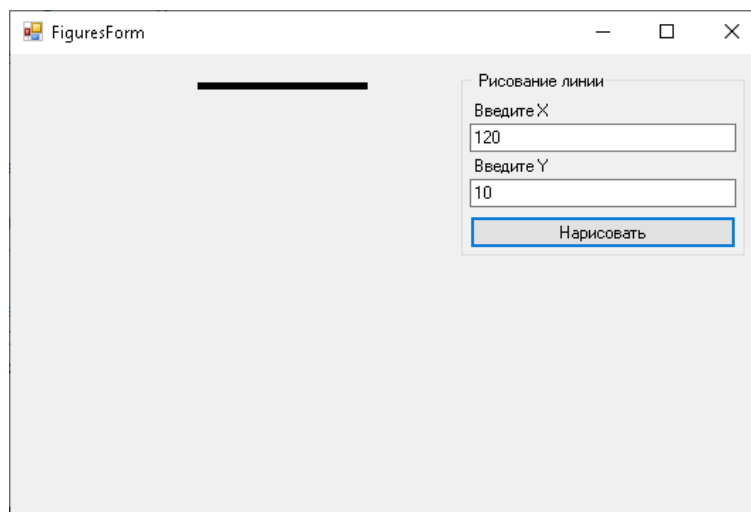 FiguresForm
Рисование линии
Введите X
120
Введите Y
10
Нарисовать